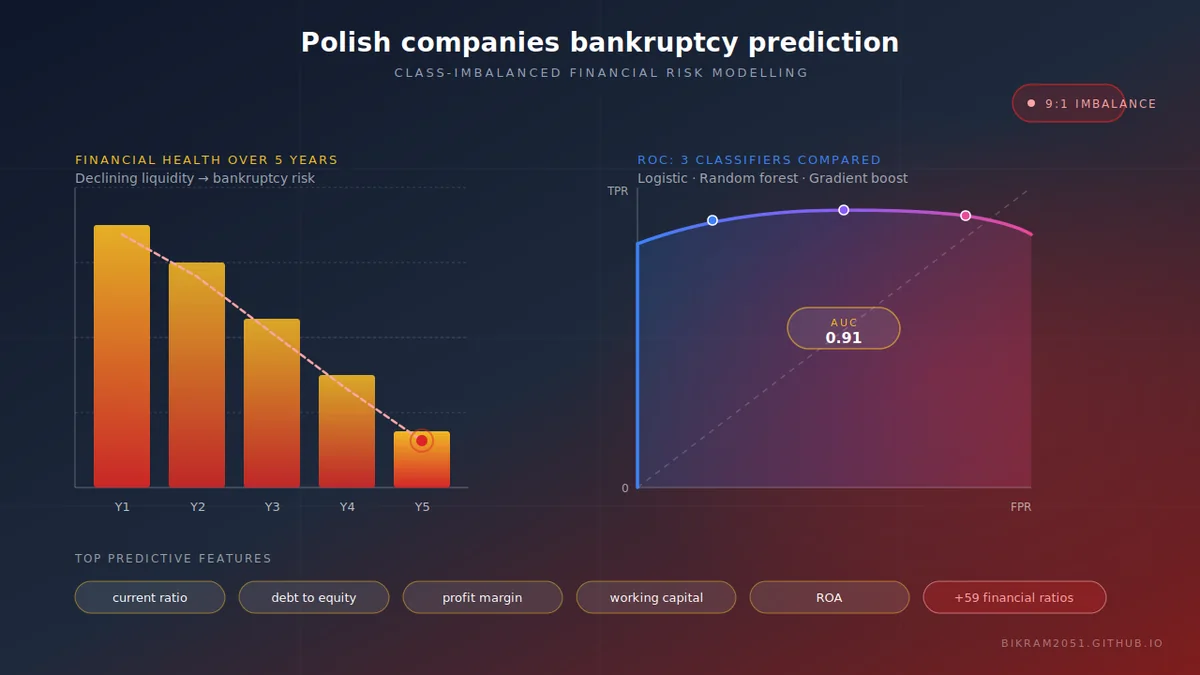 Polish companies bankruptcy prediction
CLASS-IMBALANCED FINANCIAL RISK MODELLING
9:1 IMBALANCE
FINANCIAL HEALTH OVER 5 YEARS
Declining liquidity → bankruptcy risk
Y1 Y2 Y3 Y4 Y5
ROC: 3 CLASSIFIERS COMPARED
Logistic · Random forest · Gradient boost
TPR
AUC
0.91
0
FPR
TOP PREDICTIVE FEATURES
current ratio debt to equity profit margin working capital ROA +59 financial ratios
BIKRAM2051.GITHUB.IO